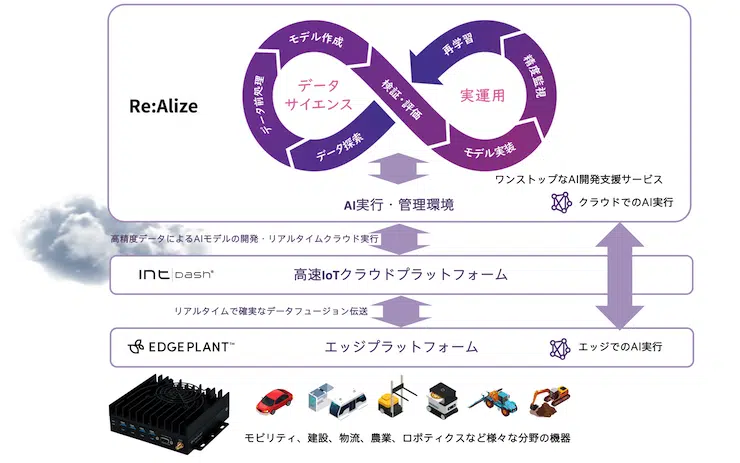 モデル作成
再学習
データ前処理
データ
サイエンス
検証・評価
実運用
精度監視
Re:Alize
データ探索
モデル実装
ワンストップなAI開発支援サービス
AI実行・管理環境
クラウドでのAI実行
高精度データによるAIモデルの開発・リアルタイムクラウド実行
int|DASH®
高速IoTクラウドプラットフォーム
リアルタイムで確実なデータフュージョン伝送
EDGEPLANT™
エッジプラットフォーム
エッジでのAI実行
モビリティ、建設、物流、農業、ロボティクスなど様々な分野の機器